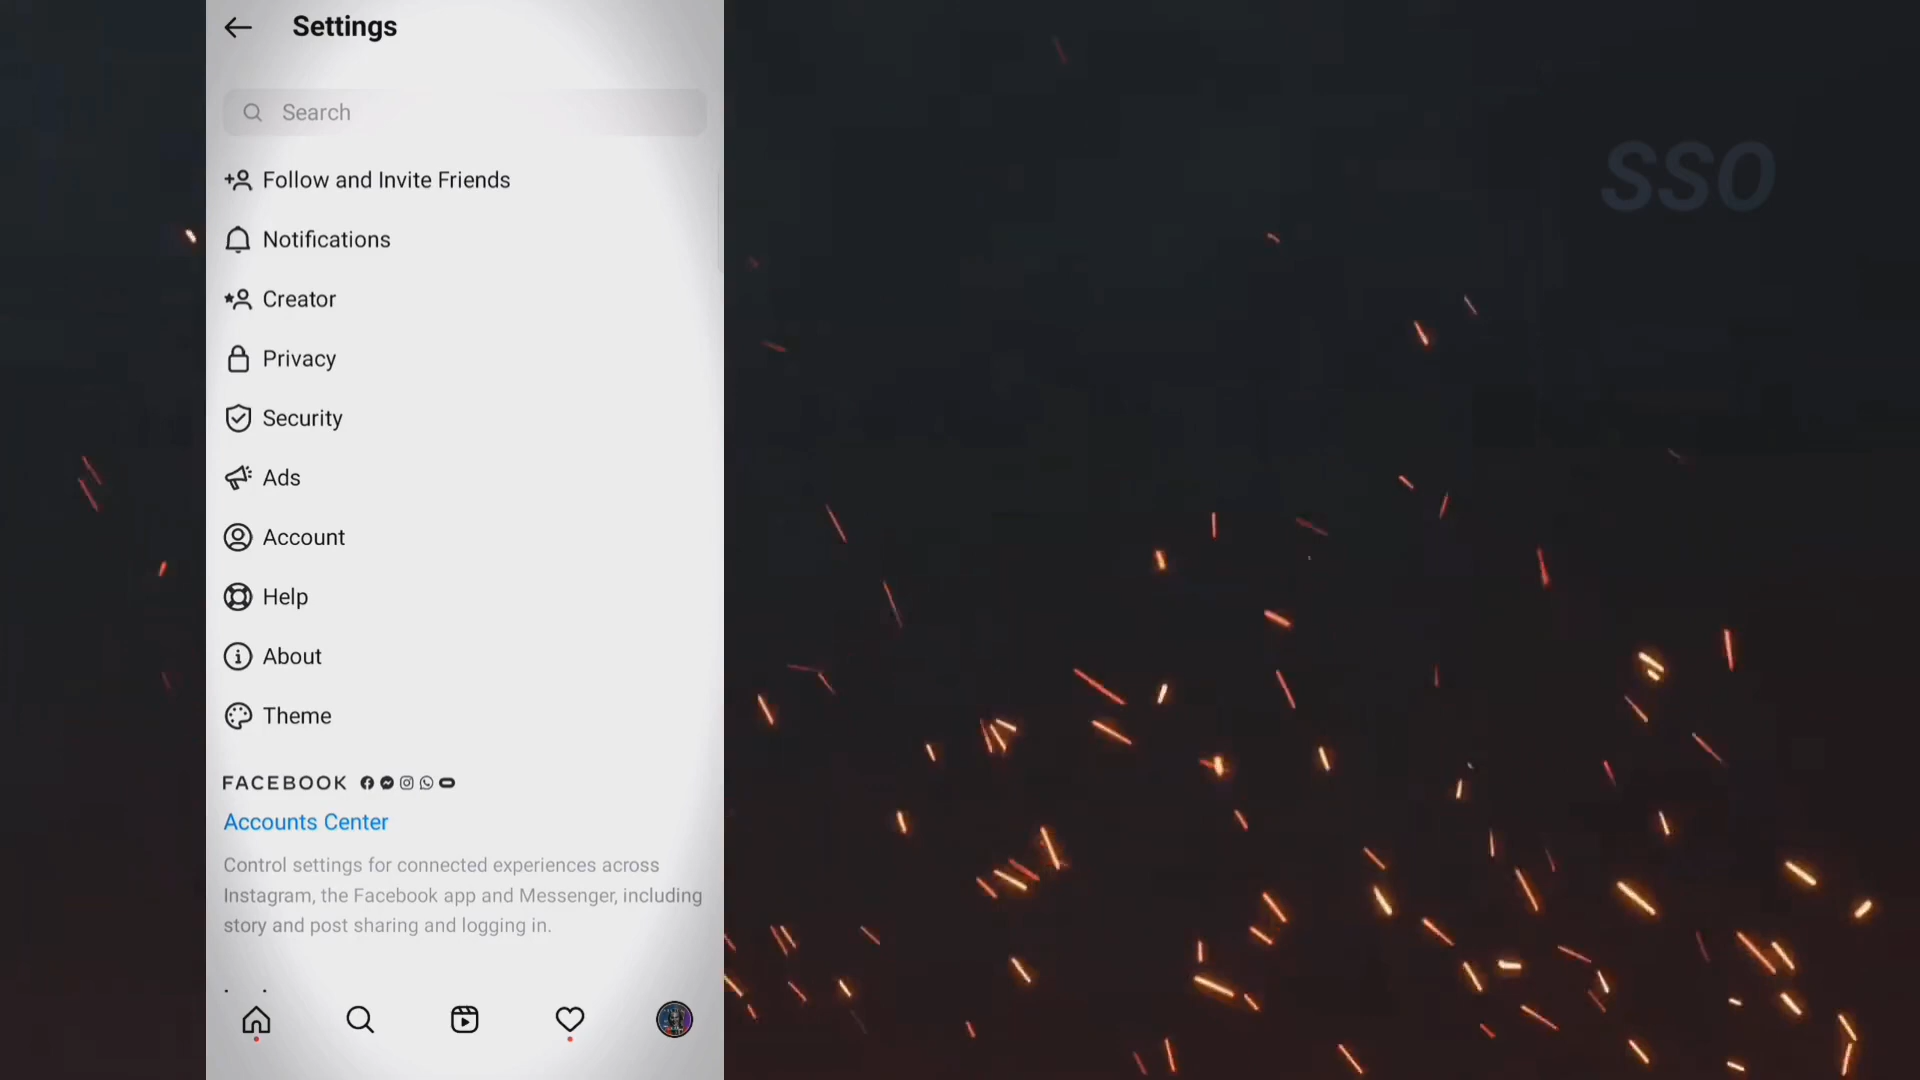 Settings
Search
SSO
Follow and Invite Friends
Notifications
Creator
Privacy
Security
Ads
Account
Help
About
Theme
FACEBOOK
Accounts Center
Control settings for connected experiences across
Instagram, the Facebook app and Messenger, including
story and post sharing and logging in.